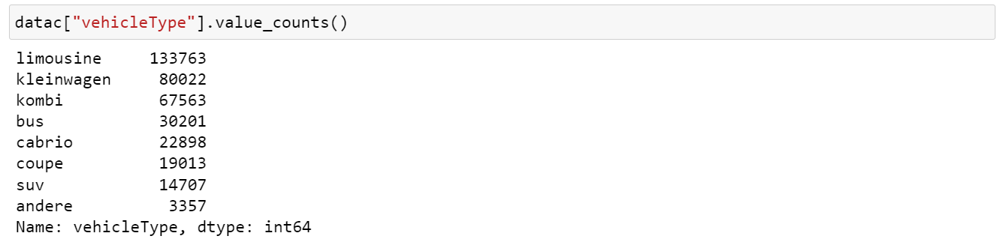 datac["vehicleType"].value_counts()
limousine     133763
kleinwagen     80022
kombi          67563
bus            30201
cabrio         22898
coupe          19013
suv            14707
andere          3357
Name: vehicleType, dtype: int64